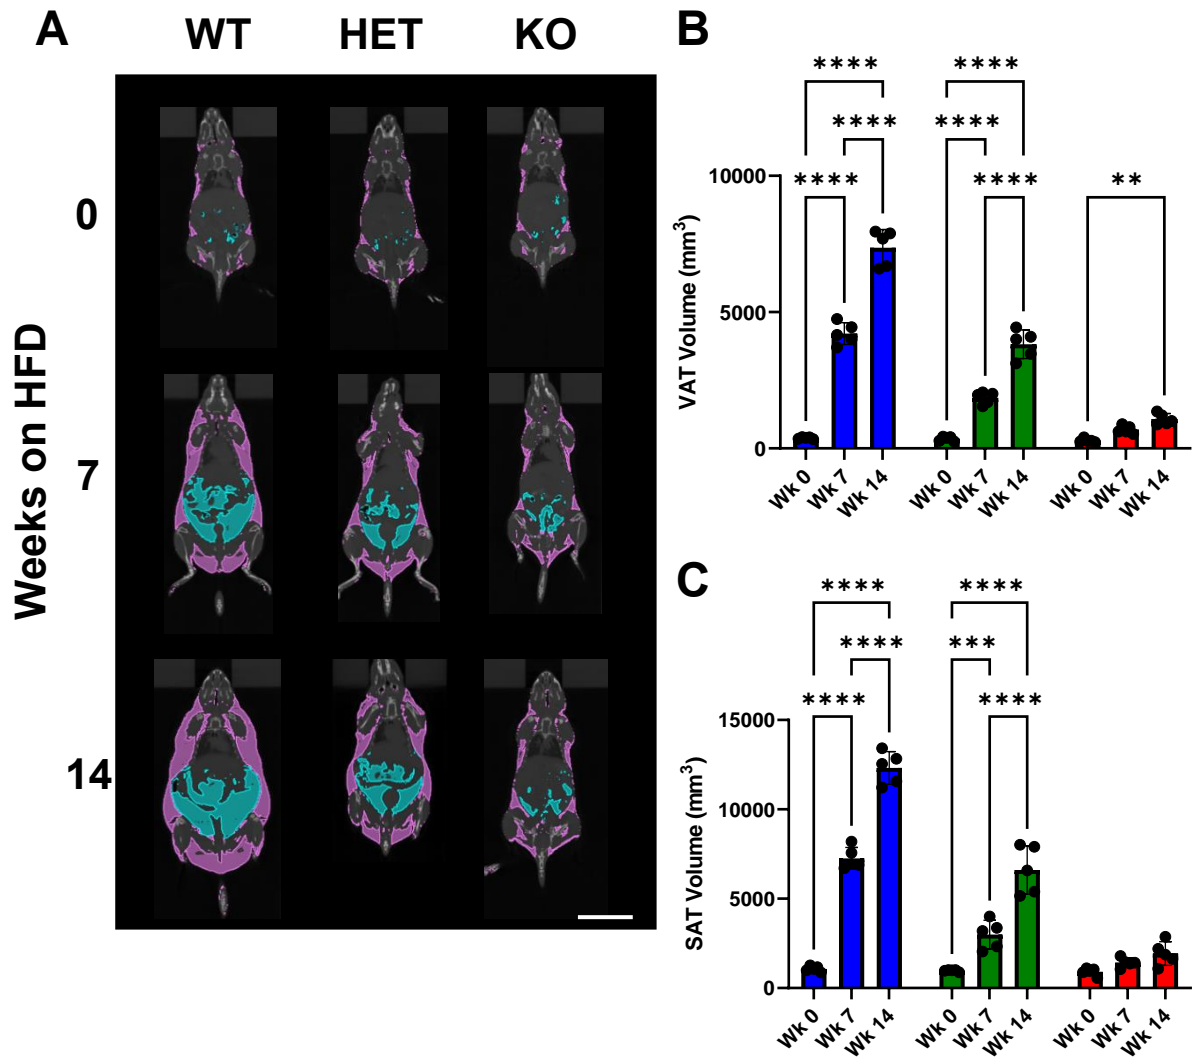 A
WT HET KO
Weeks on HFD
0
7
14
B
**** ****
**** ****
**** **** **
VAT Volume (mm³)
10000
5000
0
Wk 0 Wk 7 Wk 14 Wk 0 Wk 7 Wk 14 Wk 0 Wk 7 Wk 14
C
**** ****
**** ***
**** ****
SAT Volume (mm³)
15000
10000
5000
0
Wk 0 Wk 7 Wk 14 Wk 0 Wk 7 Wk 14 Wk 0 Wk 7 Wk 14